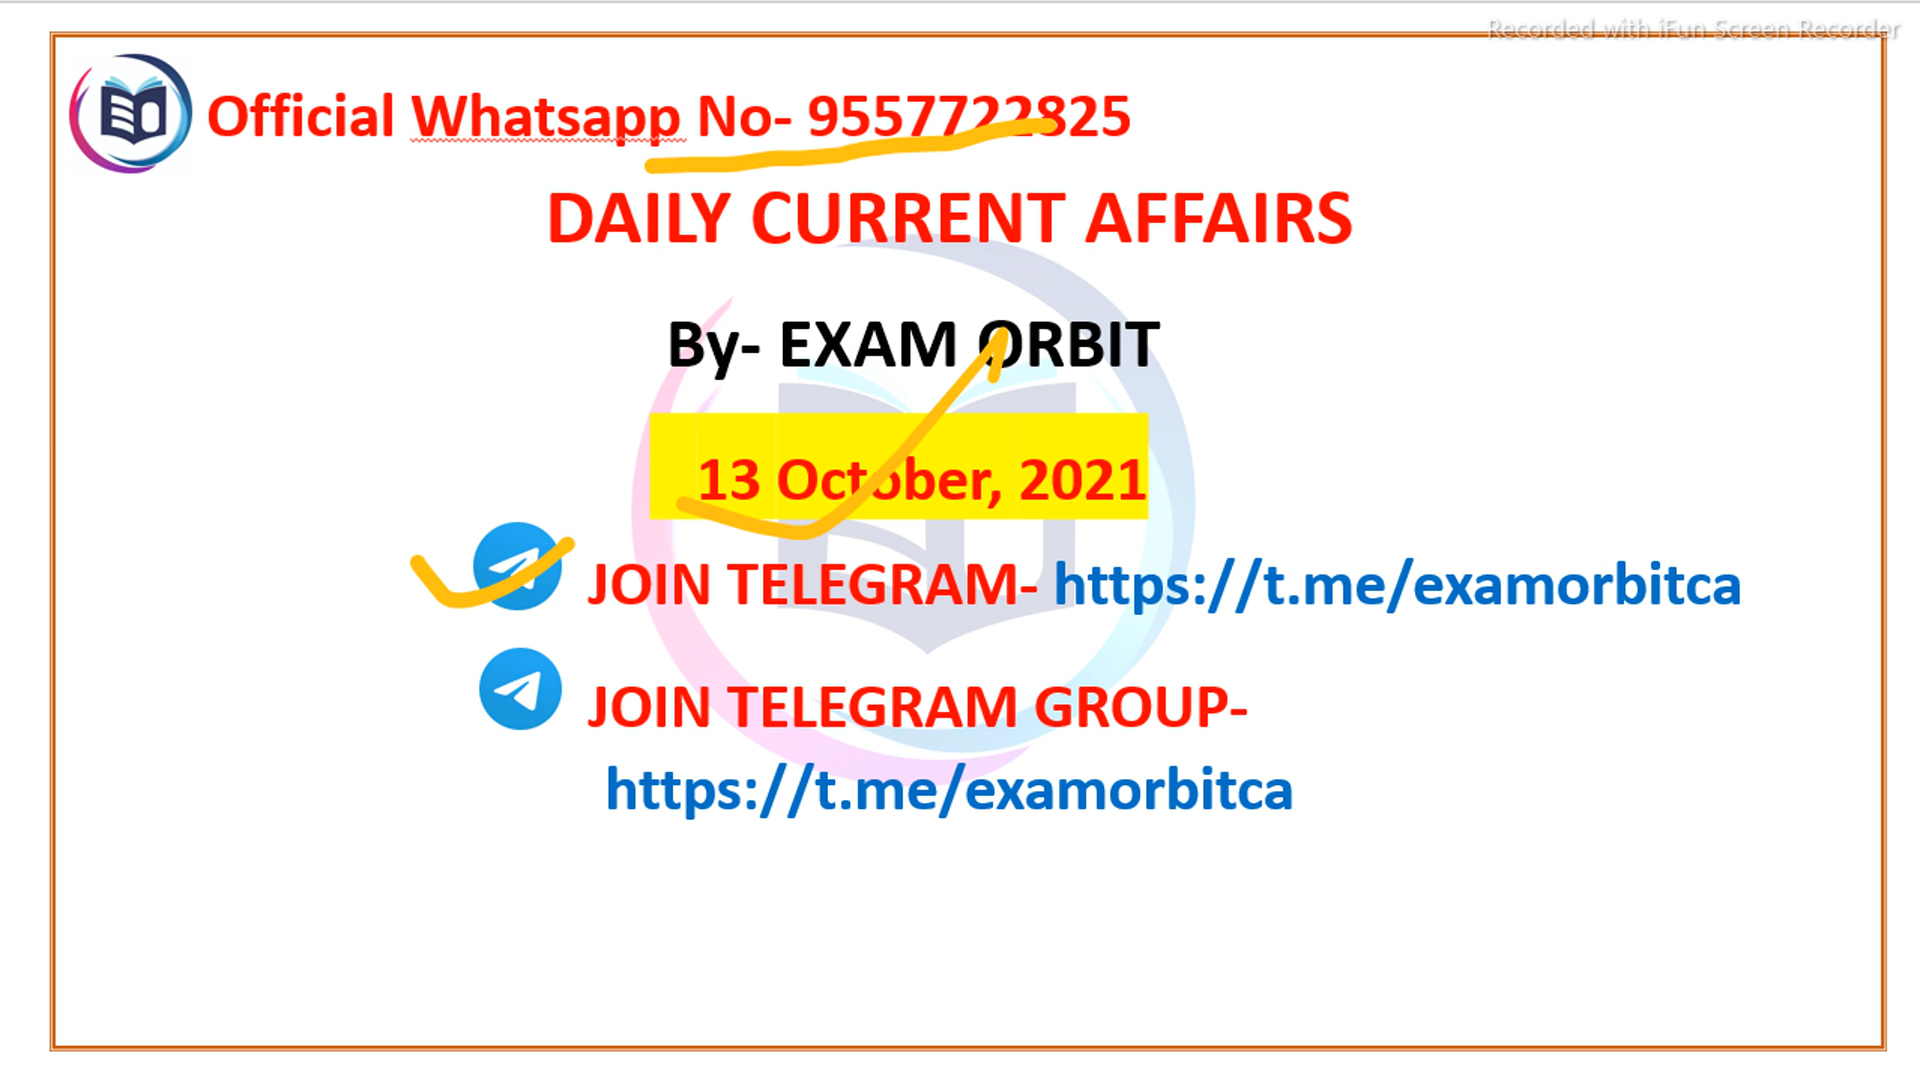 Recorded with iFun Screen Recorder
Official Whatsapp No- 9557722825
DAILY CURRENT AFFAIRS
By- EXAM ORBIT
13 October, 2021
JOIN TELEGRAM- https://t.me/examorbitca
JOIN TELEGRAM GROUP-
https://t.me/examorbitca